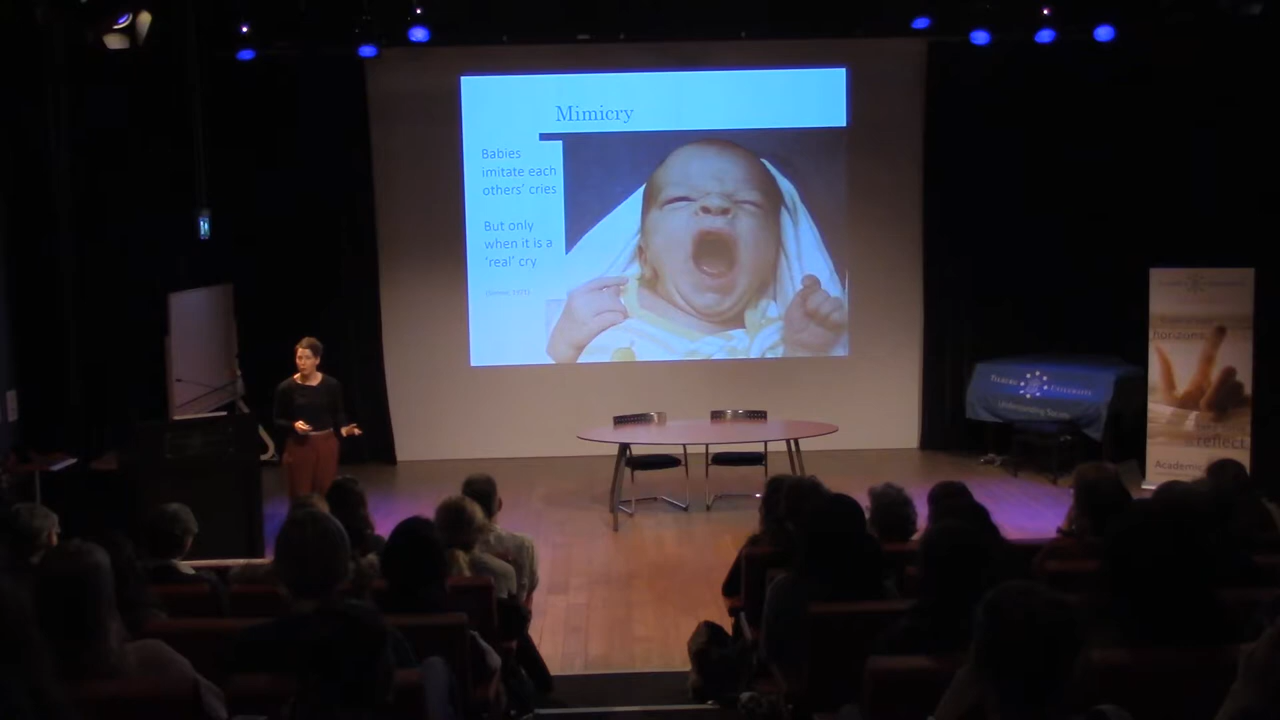 Mimicry
Babies
imitate each
others' cries
But only
when it is a
'real' cry.
TILBURG UNIVERSITY
Understanding Society
horizons
reflect
Academic